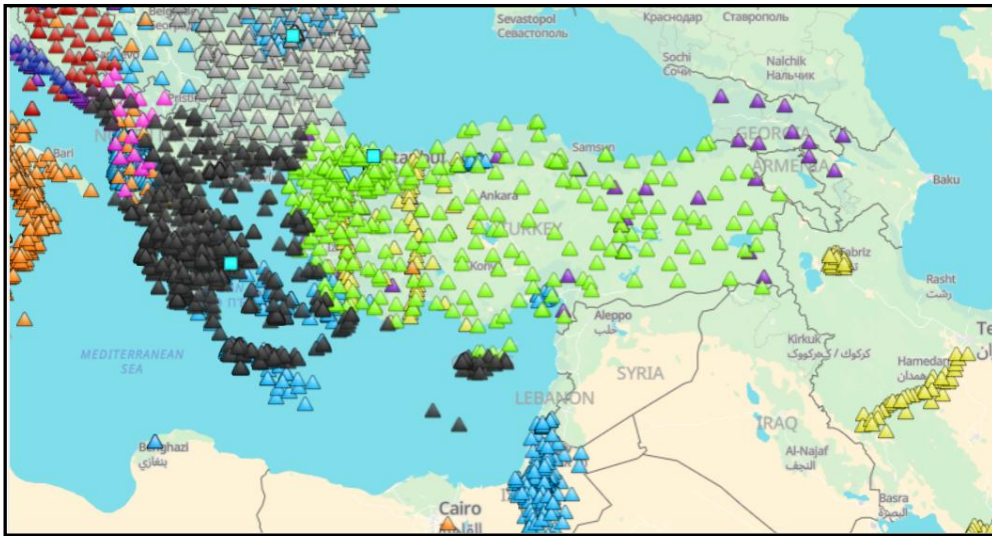 Sevastopol
Севастополь
Краснодар
Ставрополь
Sochi
Сочи
Nalchik
Нальчик
Bari
GEORGIA
Samsun
ARMENIA
Baku
Ankara
TURKEY
Tabriz
Rasht
رشت
Aleppo
حلب
Kirkuk
Hamedan
همدان
MEDITERRANEAN
SEA
SYRIA
LEBANON
IRAQ
Al-Najaf
النجف
Benghazi
بنغازي
Cairo
Basra
البصرة